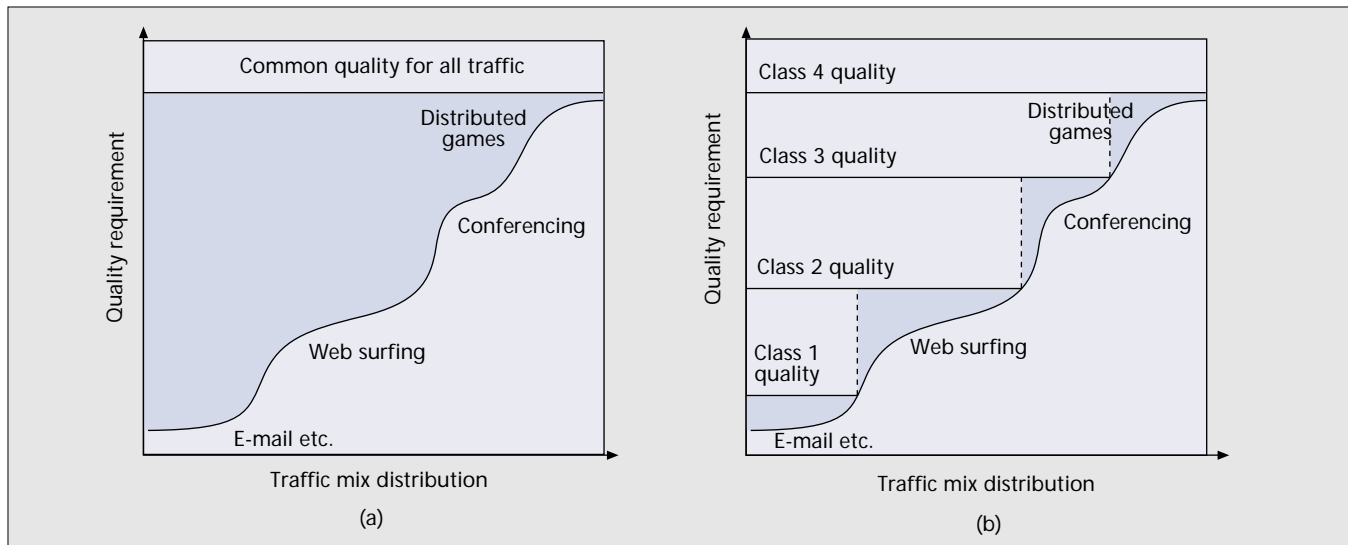 Quality requirement
Common quality for all traffic
Distributed
games
Conferencing
Web surfing
E-mail etc.
Traffic mix distribution
(a)
Quality requirement
Class 4 quality
Distributed
games
Class 3 quality
Conferencing
Class 2 quality
Web surfing
Class 1
quality
E-mail etc.
Traffic mix distribution
(b)